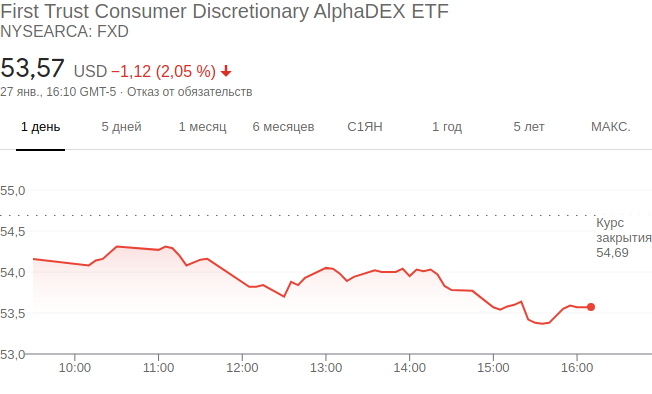 First Trust Consumer Discretionary AlphaDEX ETF
NYSEARCA: FXD
53,57 USD −1,12 (2,05 %) ↓
27 янв., 16:10 GMT-5 · Отказ от обязательств
1 день 5 дней 1 месяц 6 месяцев С1ЯН 1 год 5 лет МАКС.
55,0
54,5
Курс
закрытия
54,69
54,0
53,5
53,0
10:00 11:00 12:00 13:00 14:00 15:00 16:00